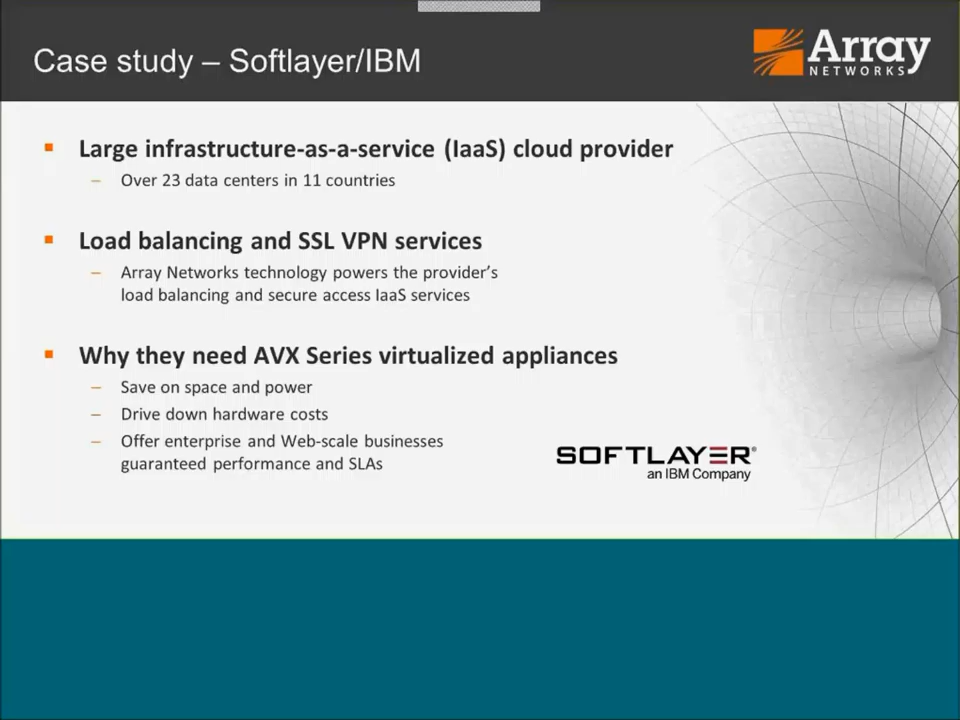 Case study – Softlayer/IBM
Array
NETWORKS
Large infrastructure-as-a-service (IaaS) cloud provider
– Over 23 data centers in 11 countries
Load balancing and SSL VPN services
– Array Networks technology powers the provider's
load balancing and secure access IaaS services
Why they need AVX Series virtualized appliances
– Save on space and power
– Drive down hardware costs
– Offer enterprise and Web-scale businesses
guaranteed performance and SLAs
SOFTLAYER®
an IBM Company